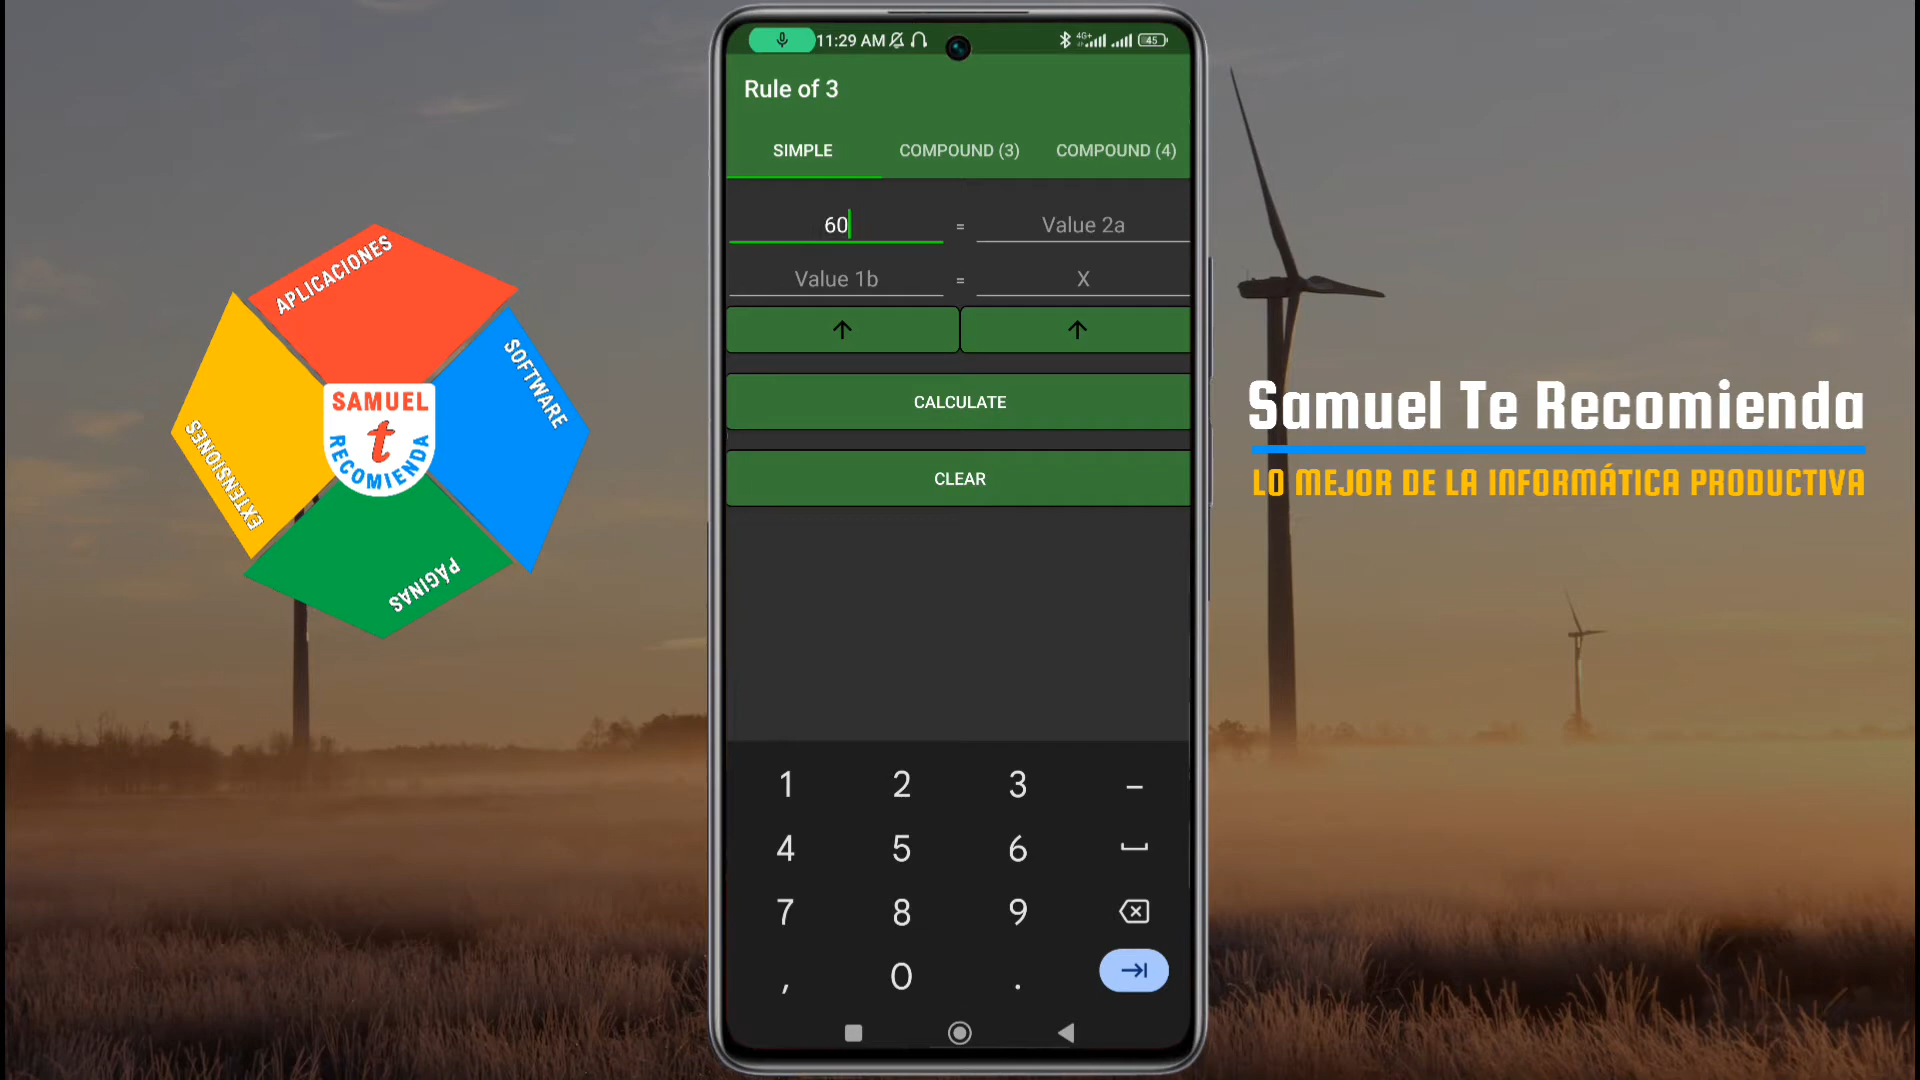 11:29 AM
4G+
45
Rule of 3
SIMPLE COMPOUND (3) COMPOUND (4)
60 = Value 2a
Value 1b = X
CALCULATE
CLEAR
1 2 3 –
4 5 6
7 8 9
, 0 .
APLICACIONES
SOFTWARE
EXTENSIONES
PÁGINAS
SAMUEL
t
RECOMIENDA
Samuel Te Recomienda
LO MEJOR DE LA INFORMÁTICA PRODUCTIVA